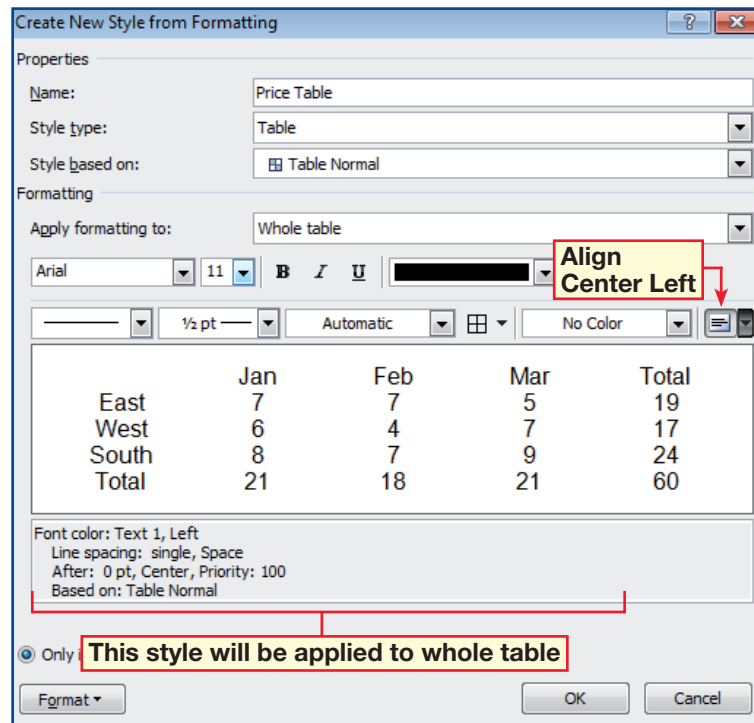 Create New Style from Formatting
Properties
Name: Price Table
Style type: Table
Style based on: Table Normal
Formatting
Apply formatting to: Whole table
Align
Center Left
Arial 11 B I U
½ pt Automatic No Color
Jan Feb Mar Total
East 7 7 5 19
West 6 4 7 17
South 8 7 9 24
Total 21 18 21 60
Font color: Text 1, Left
Line spacing: single, Space
After: 0 pt, Center, Priority: 100
Based on: Table Normal
Only
This style will be applied to whole table
Format OK Cancel